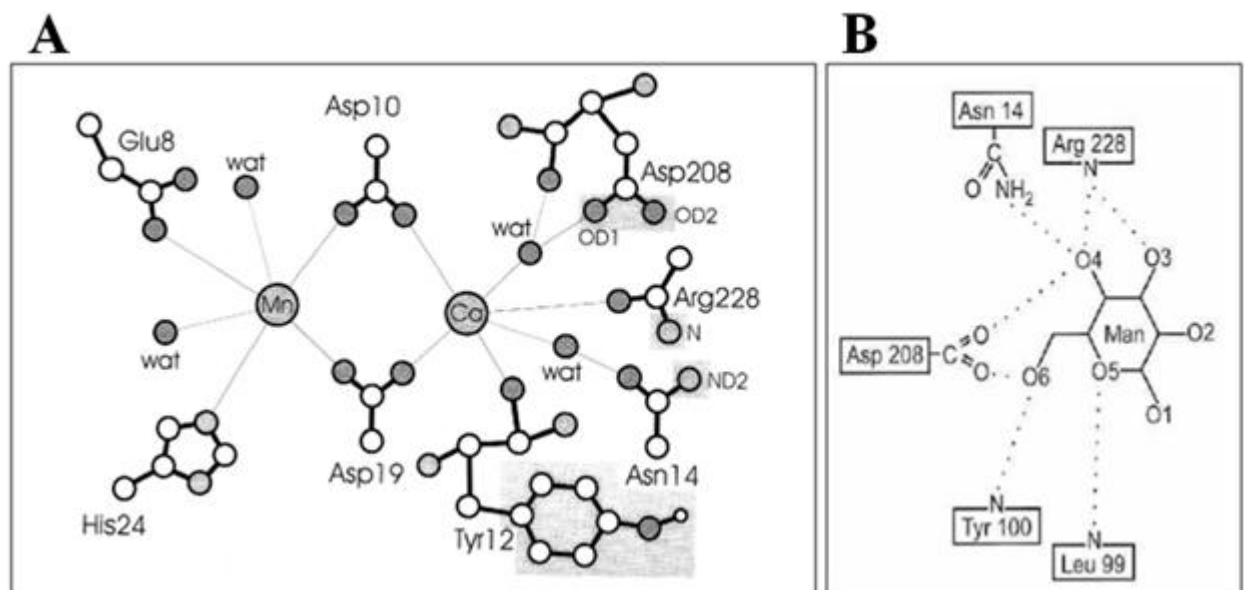 A
B
Asp10
Glu8
wat
Asp208
OD2
OD1
wat
Mn
Ca
Arg228
N
wat
wat
ND2
Asp19
Asn14
His24
Tyr12
Asn 14
Arg 228
C
N
O
NH2
O4
O3
Asp 208
C
O
O
Man
O2
O6
O5
O1
N
Tyr 100
N
Leu 99